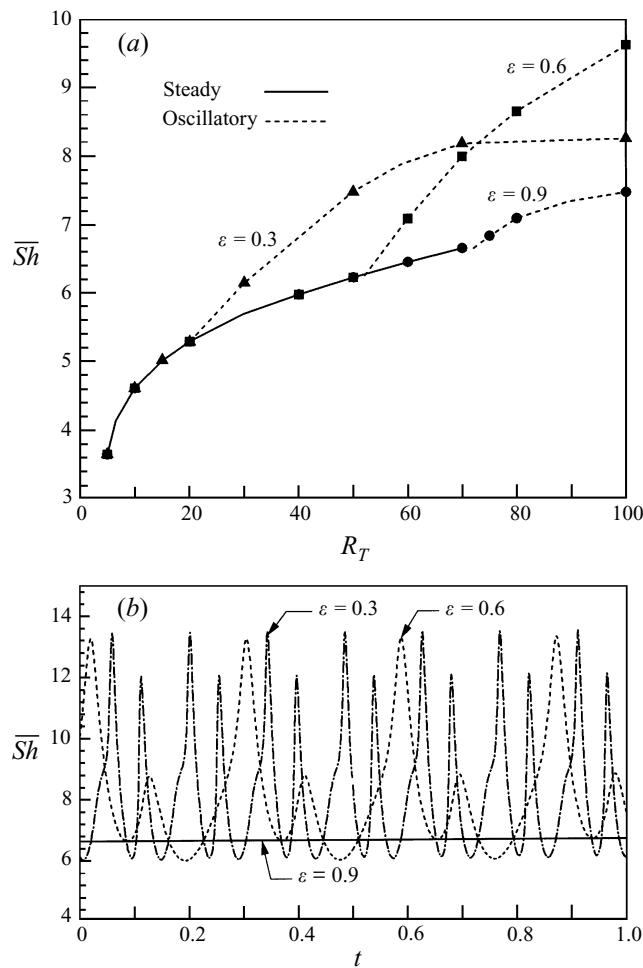 10
(a)
ε = 0.6
Steady
9
Oscillatory
8
ε = 0.9
Sh
7
ε = 0.3
6
5
4
3
0 20 40 60 80 100
R_T
14
(b)
ε = 0.3
ε = 0.6
12
10
Sh
8
6
ε = 0.9
4
0 0.2 0.4 0.6 0.8 1.0
t